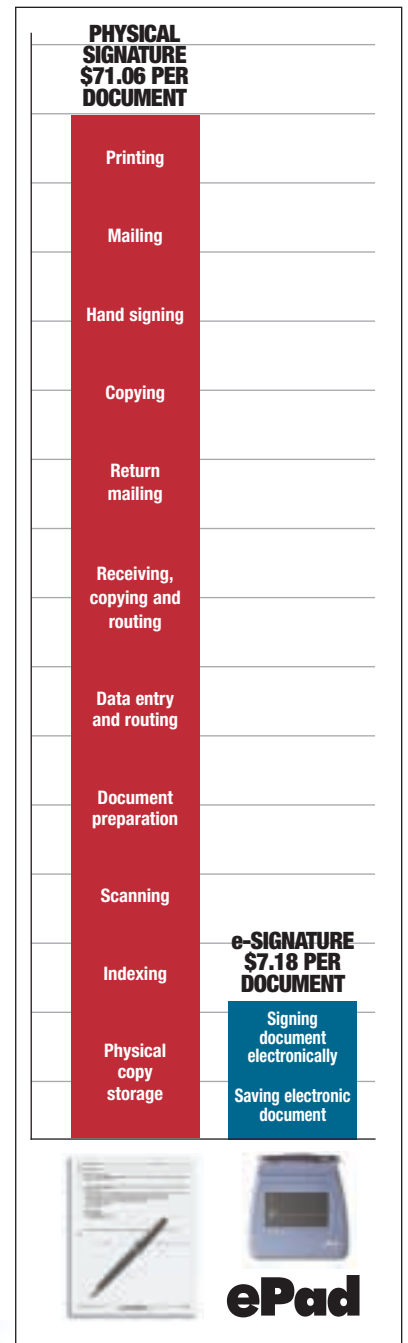 PHYSICAL
SIGNATURE
$71.06 PER
DOCUMENT
Printing
Mailing
Hand signing
Copying
Return
mailing
Receiving,
copying and
routing
Data entry
and routing
Document
preparation
Scanning
Indexing
Physical
copy
storage
e-SIGNATURE
$7.18 PER
DOCUMENT
Signing
document
electronically
Saving electronic
document
ePad